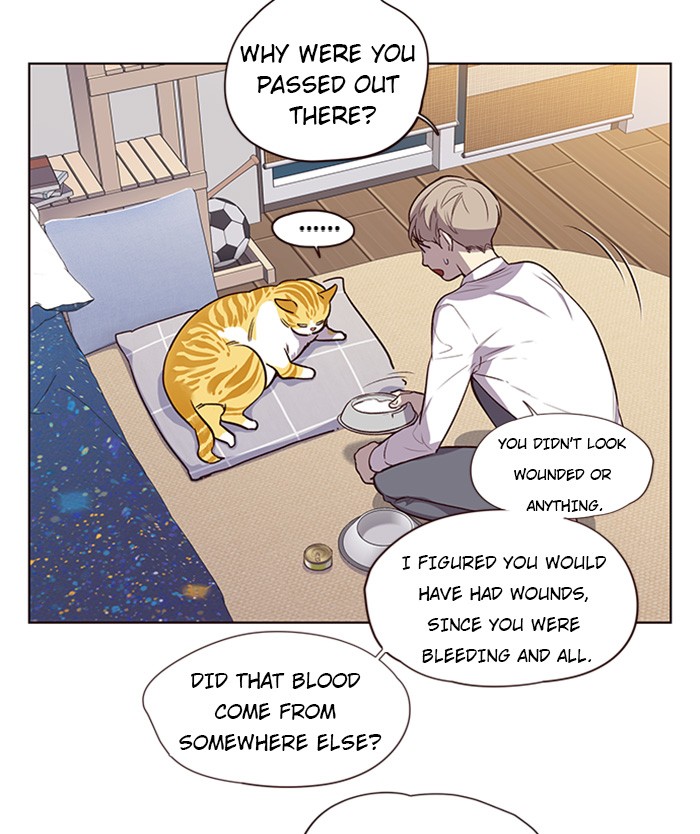 WHY WERE YOU
PASSED OUT
THERE?
......
YOU DIDN'T LOOK
WOUNDED OR
ANYTHING.
I FIGURED YOU WOULD
HAVE HAD WOUNDS,
SINCE YOU WERE
BLEEDING AND ALL.
DID THAT BLOOD
COME FROM
SOMEWHERE ELSE?